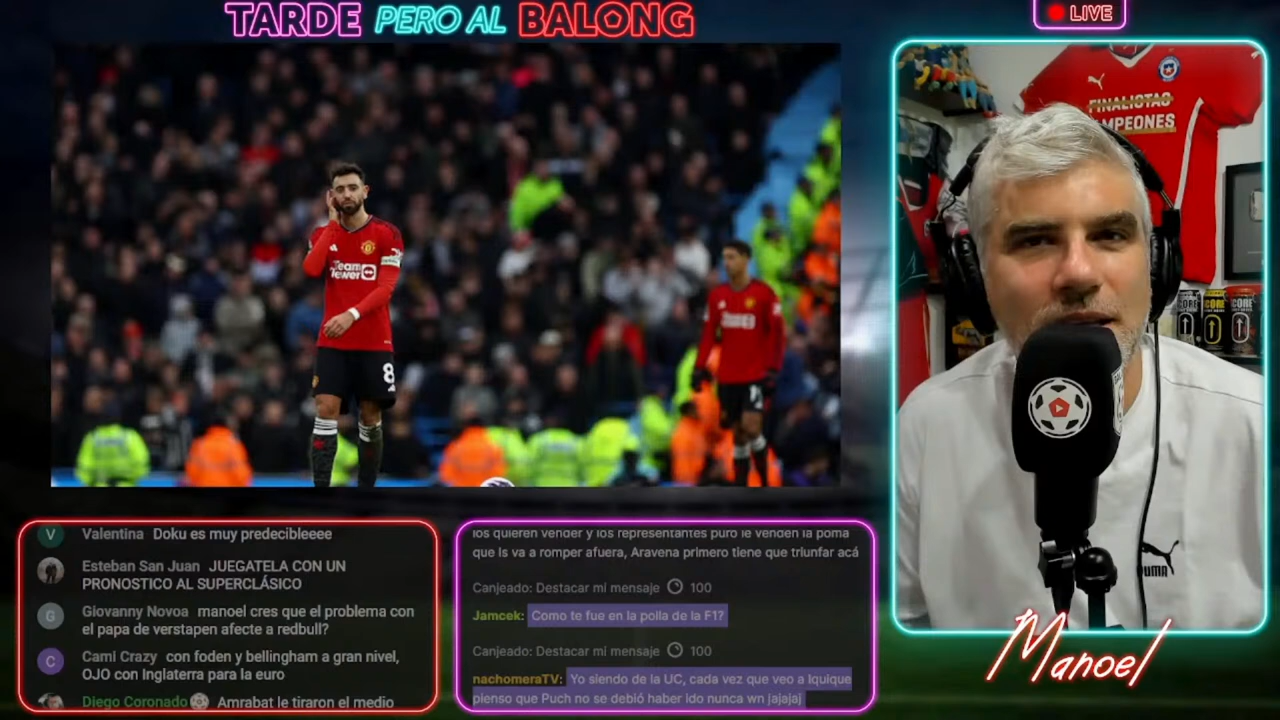 TARDE PERO AL BALONG
LIVE
FINALISTAS
CAMPEONES
TeamViewer
8
CORE
CORE
PUMA
Valentina Doku es muy predecibleeee
Esteban San Juan JUEGATELA CON UN
PRONOSTICO AL SUPERCLÁSICO
Giovanny Novoa manoel cres que el problema con
el papa de verstapen afecte a redbull?
Cami Crazy con foden y bellingham a gran nivel,
OJO con Inglaterra para la euro
Diego Coronado Amrabat le tiraron el medio
los quieren vender y los representantes puro le venden la poma
que ls va a romper afuera, Aravena primero tiene que triunfar acá
Canjeado: Destacar mi mensaje 100
Jamcek: Como te fue en la polla de la F1?
Canjeado: Destacar mi mensaje 100
nachomeraTV: Yo siendo de la UC, cada vez que veo a Iquique
pienso que Puch no se debió haber ido nunca wn jajajaj
Manoel